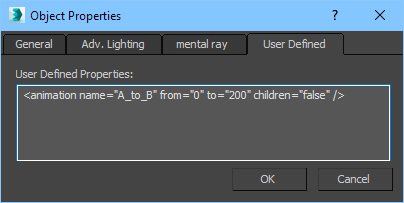 Object Properties
? ×
General Adv. Lighting mental ray User Defined
User Defined Properties:
<animation name="A_to_B" from="0" to="200" children="false" />
OK Cancel